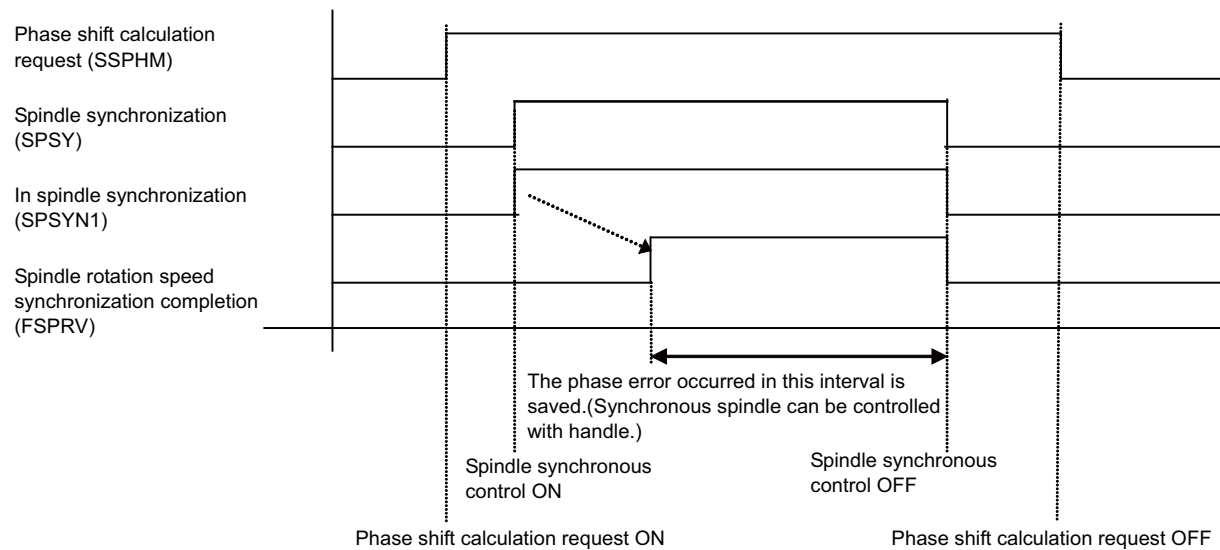 Phase shift calculation
request (SSPHM)
Spindle synchronization
(SPSY)
In spindle synchronization
(SPSYN1)
Spindle rotation speed
synchronization completion
(FSPRV)
The phase error occurred in this interval is
saved.(Synchronous spindle can be controlled
with handle.)
Spindle synchronous
control ON
Spindle synchronous
control OFF
Phase shift calculation request ON
Phase shift calculation request OFF